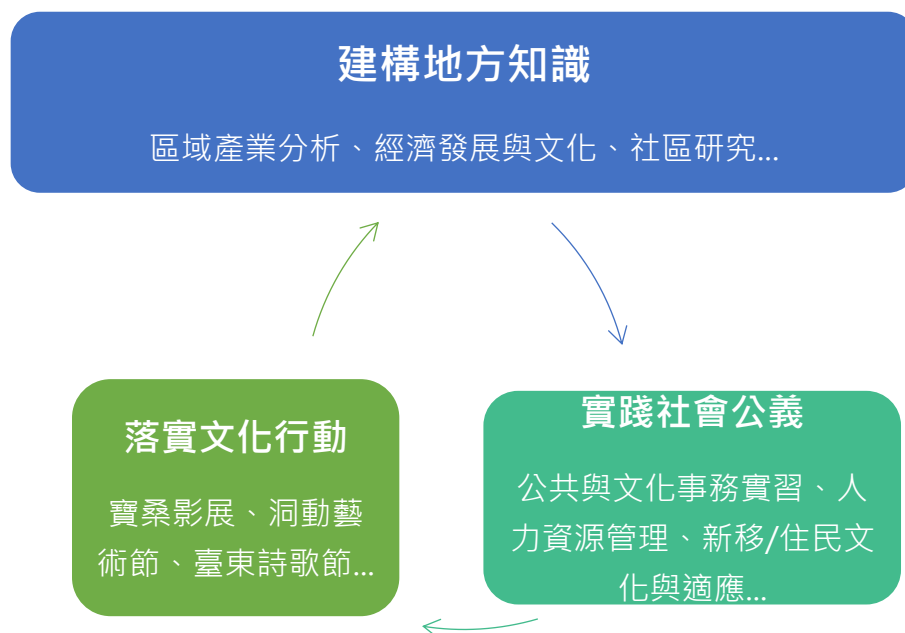 建構地方知識
區域產業分析、經濟發展與文化、社區研究…
落實文化行動
寶桑影展、洞動藝
術節、臺東詩歌節…
實踐社會公義
公共與文化事務實習、人
力資源管理、新移/住民文
化與適應…